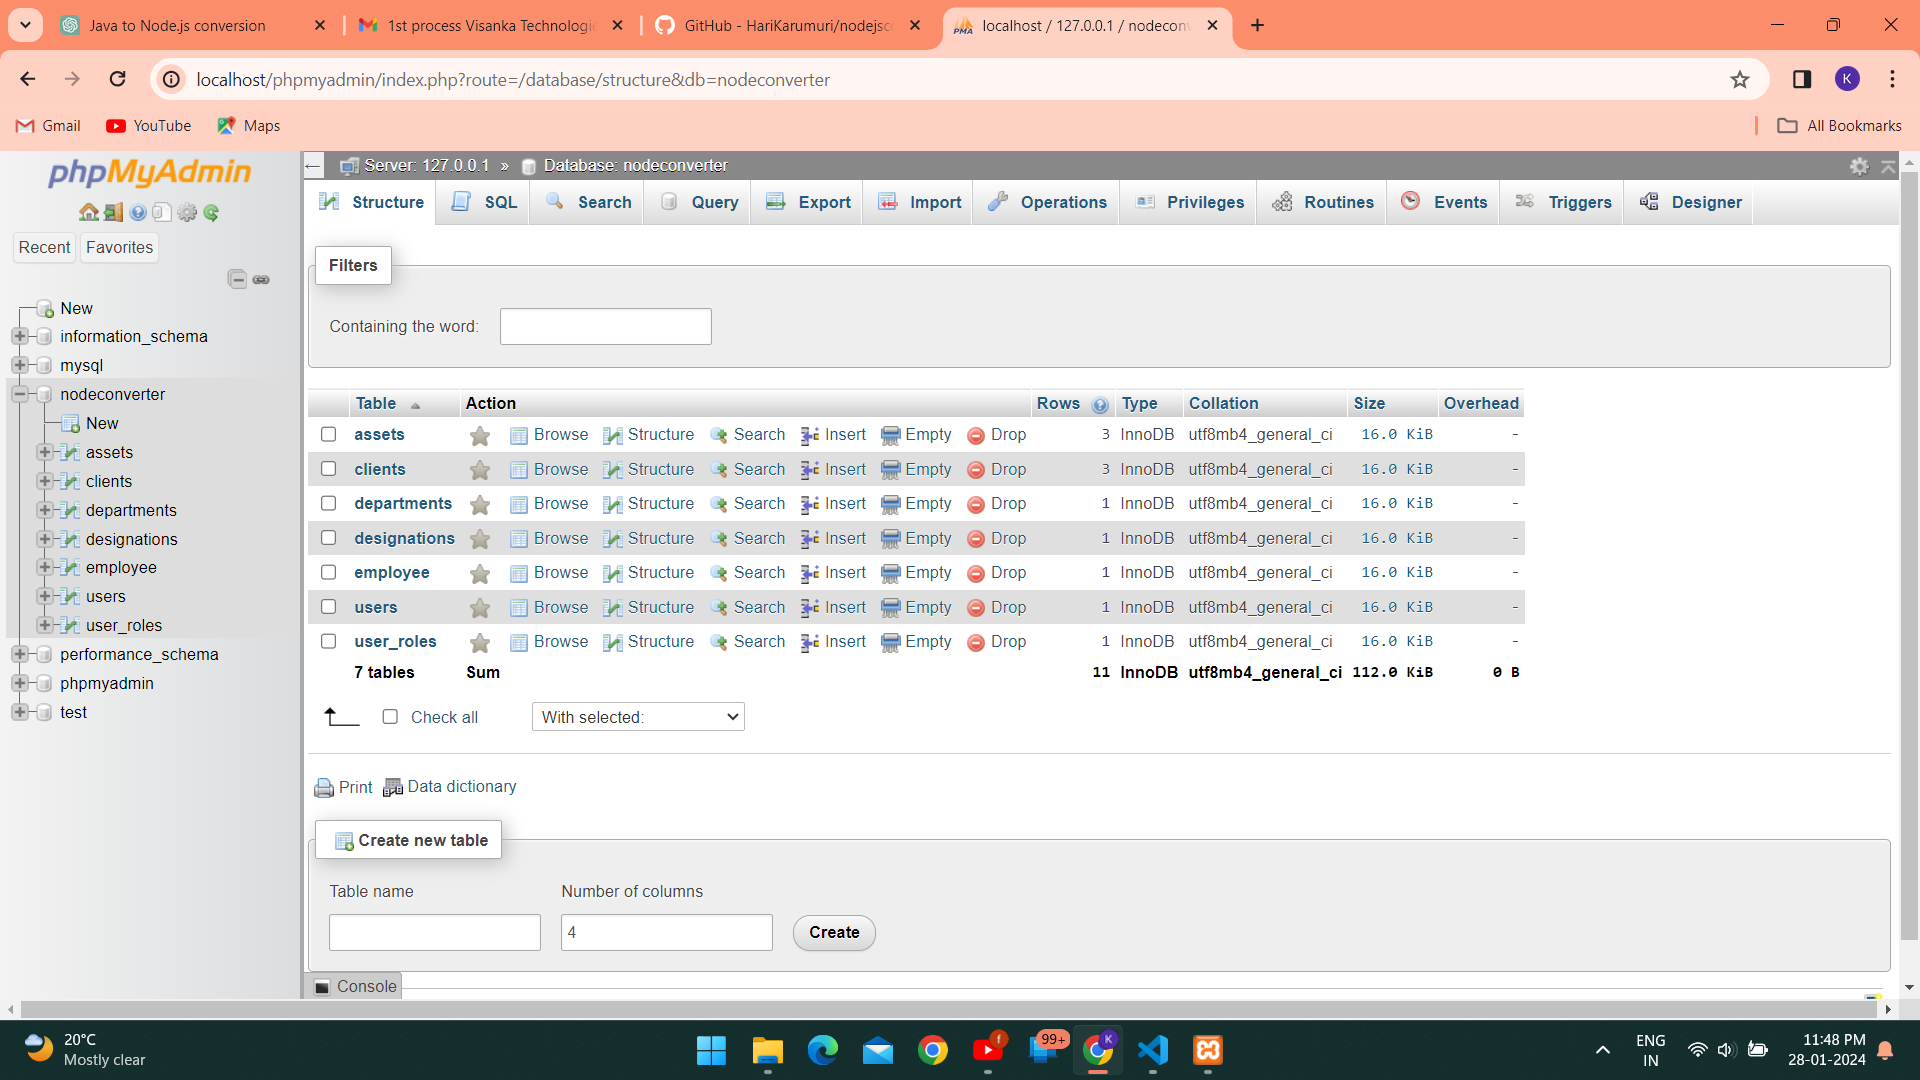 Java to Node.js conversion
1st process Visanka Technologie
GitHub - HariKarumuri/nodejsc
localhost / 127.0.0.1 / nodeconv
localhost/phpmyadmin/index.php?route=/database/structure&db=nodeconverter
K
Gmail
YouTube
Maps
All Bookmarks
phpMyAdmin
Recent
Favorites
New
information_schema
mysql
nodeconverter
New
assets
clients
departments
designations
employee
users
user_roles
performance_schema
phpmyadmin
test
Server: 127.0.0.1 » Database: nodeconverter
Structure SQL Search Query Export Import Operations Privileges Routines Events Triggers Designer
Filters
Containing the word:
Table Action Rows Type Collation Size Overhead
assets Browse Structure Search Insert Empty Drop 3 InnoDB utf8mb4_general_ci 16.0 KiB -
clients Browse Structure Search Insert Empty Drop 3 InnoDB utf8mb4_general_ci 16.0 KiB -
departments Browse Structure Search Insert Empty Drop 1 InnoDB utf8mb4_general_ci 16.0 KiB -
designations Browse Structure Search Insert Empty Drop 1 InnoDB utf8mb4_general_ci 16.0 KiB -
employee Browse Structure Search Insert Empty Drop 1 InnoDB utf8mb4_general_ci 16.0 KiB -
users Browse Structure Search Insert Empty Drop 1 InnoDB utf8mb4_general_ci 16.0 KiB -
user_roles Browse Structure Search Insert Empty Drop 1 InnoDB utf8mb4_general_ci 16.0 KiB -
7 tables Sum 11 InnoDB utf8mb4_general_ci 112.0 KiB 0 B
Check all With selected:
Print Data dictionary
Create new table
Table name Number of columns
4 Create
Console
20°C
Mostly clear
99+
ENG
IN
11:48 PM
28-01-2024